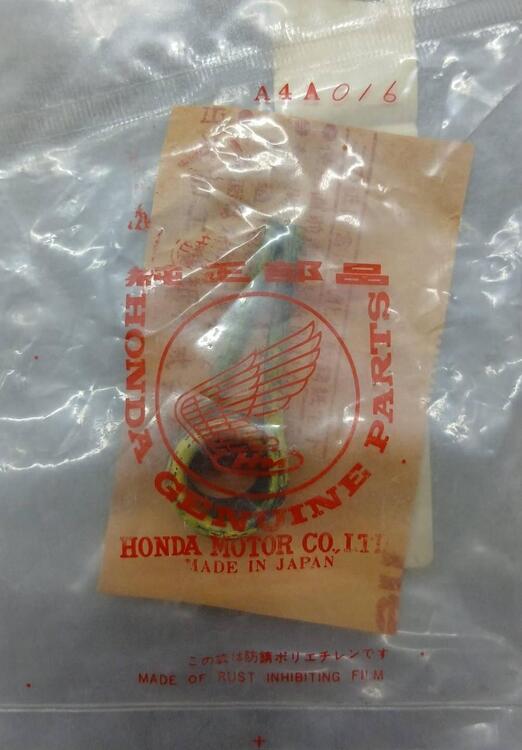 A4A016
純正部品
HONDA GENUINE PARTS
HONDA MOTOR CO., LTD
MADE IN JAPAN
この袋は防錆ポリエチレンです
MADE OF RUST INHIBITING FILM